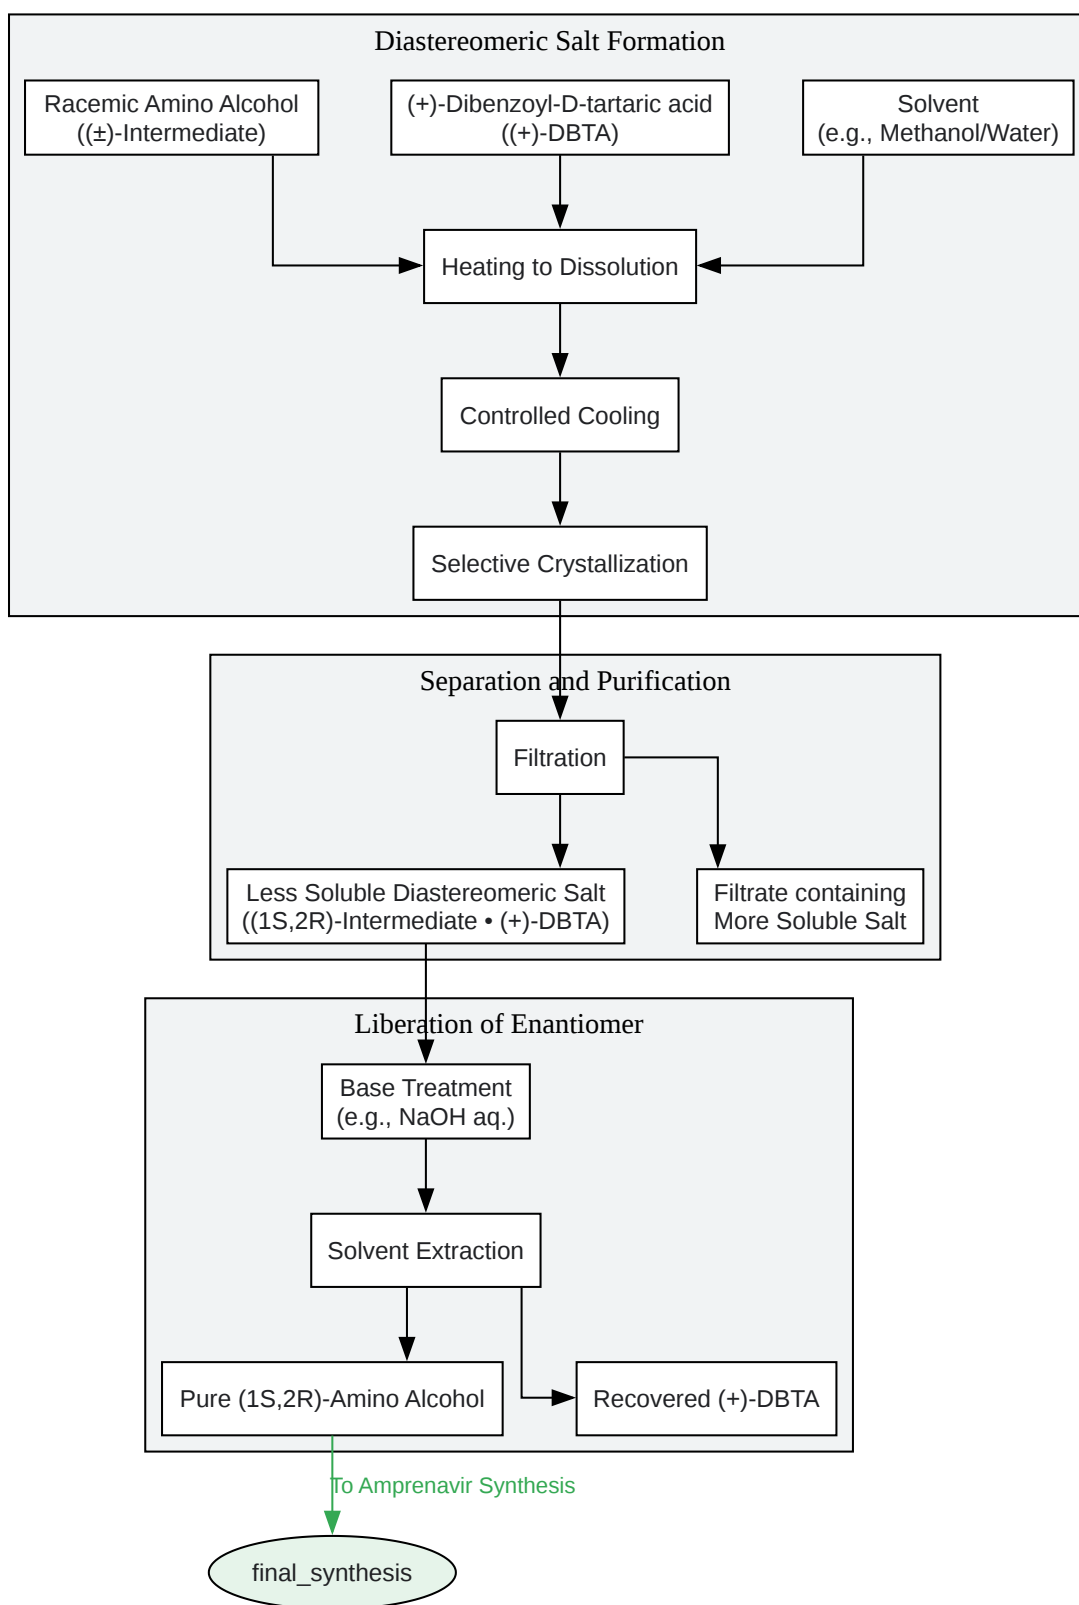 Diastereomeric Salt Formation
Racemic Amino Alcohol
((±)-Intermediate)
(+)-Dibenzoyl-D-tartaric acid
((+)-DBTA)
Solvent
(e.g., Methanol/Water)
Heating to Dissolution
Controlled Cooling
Selective Crystallization
Separation and Purification
Filtration
Less Soluble Diastereomeric Salt
((1S,2R)-Intermediate • (+)-DBTA)
Filtrate containing
More Soluble Salt
Liberation of Enantiomer
Base Treatment
(e.g., NaOH aq.)
Solvent Extraction
Pure (1S,2R)-Amino Alcohol
Recovered (+)-DBTA
To Amprenavir Synthesis
final_synthesis